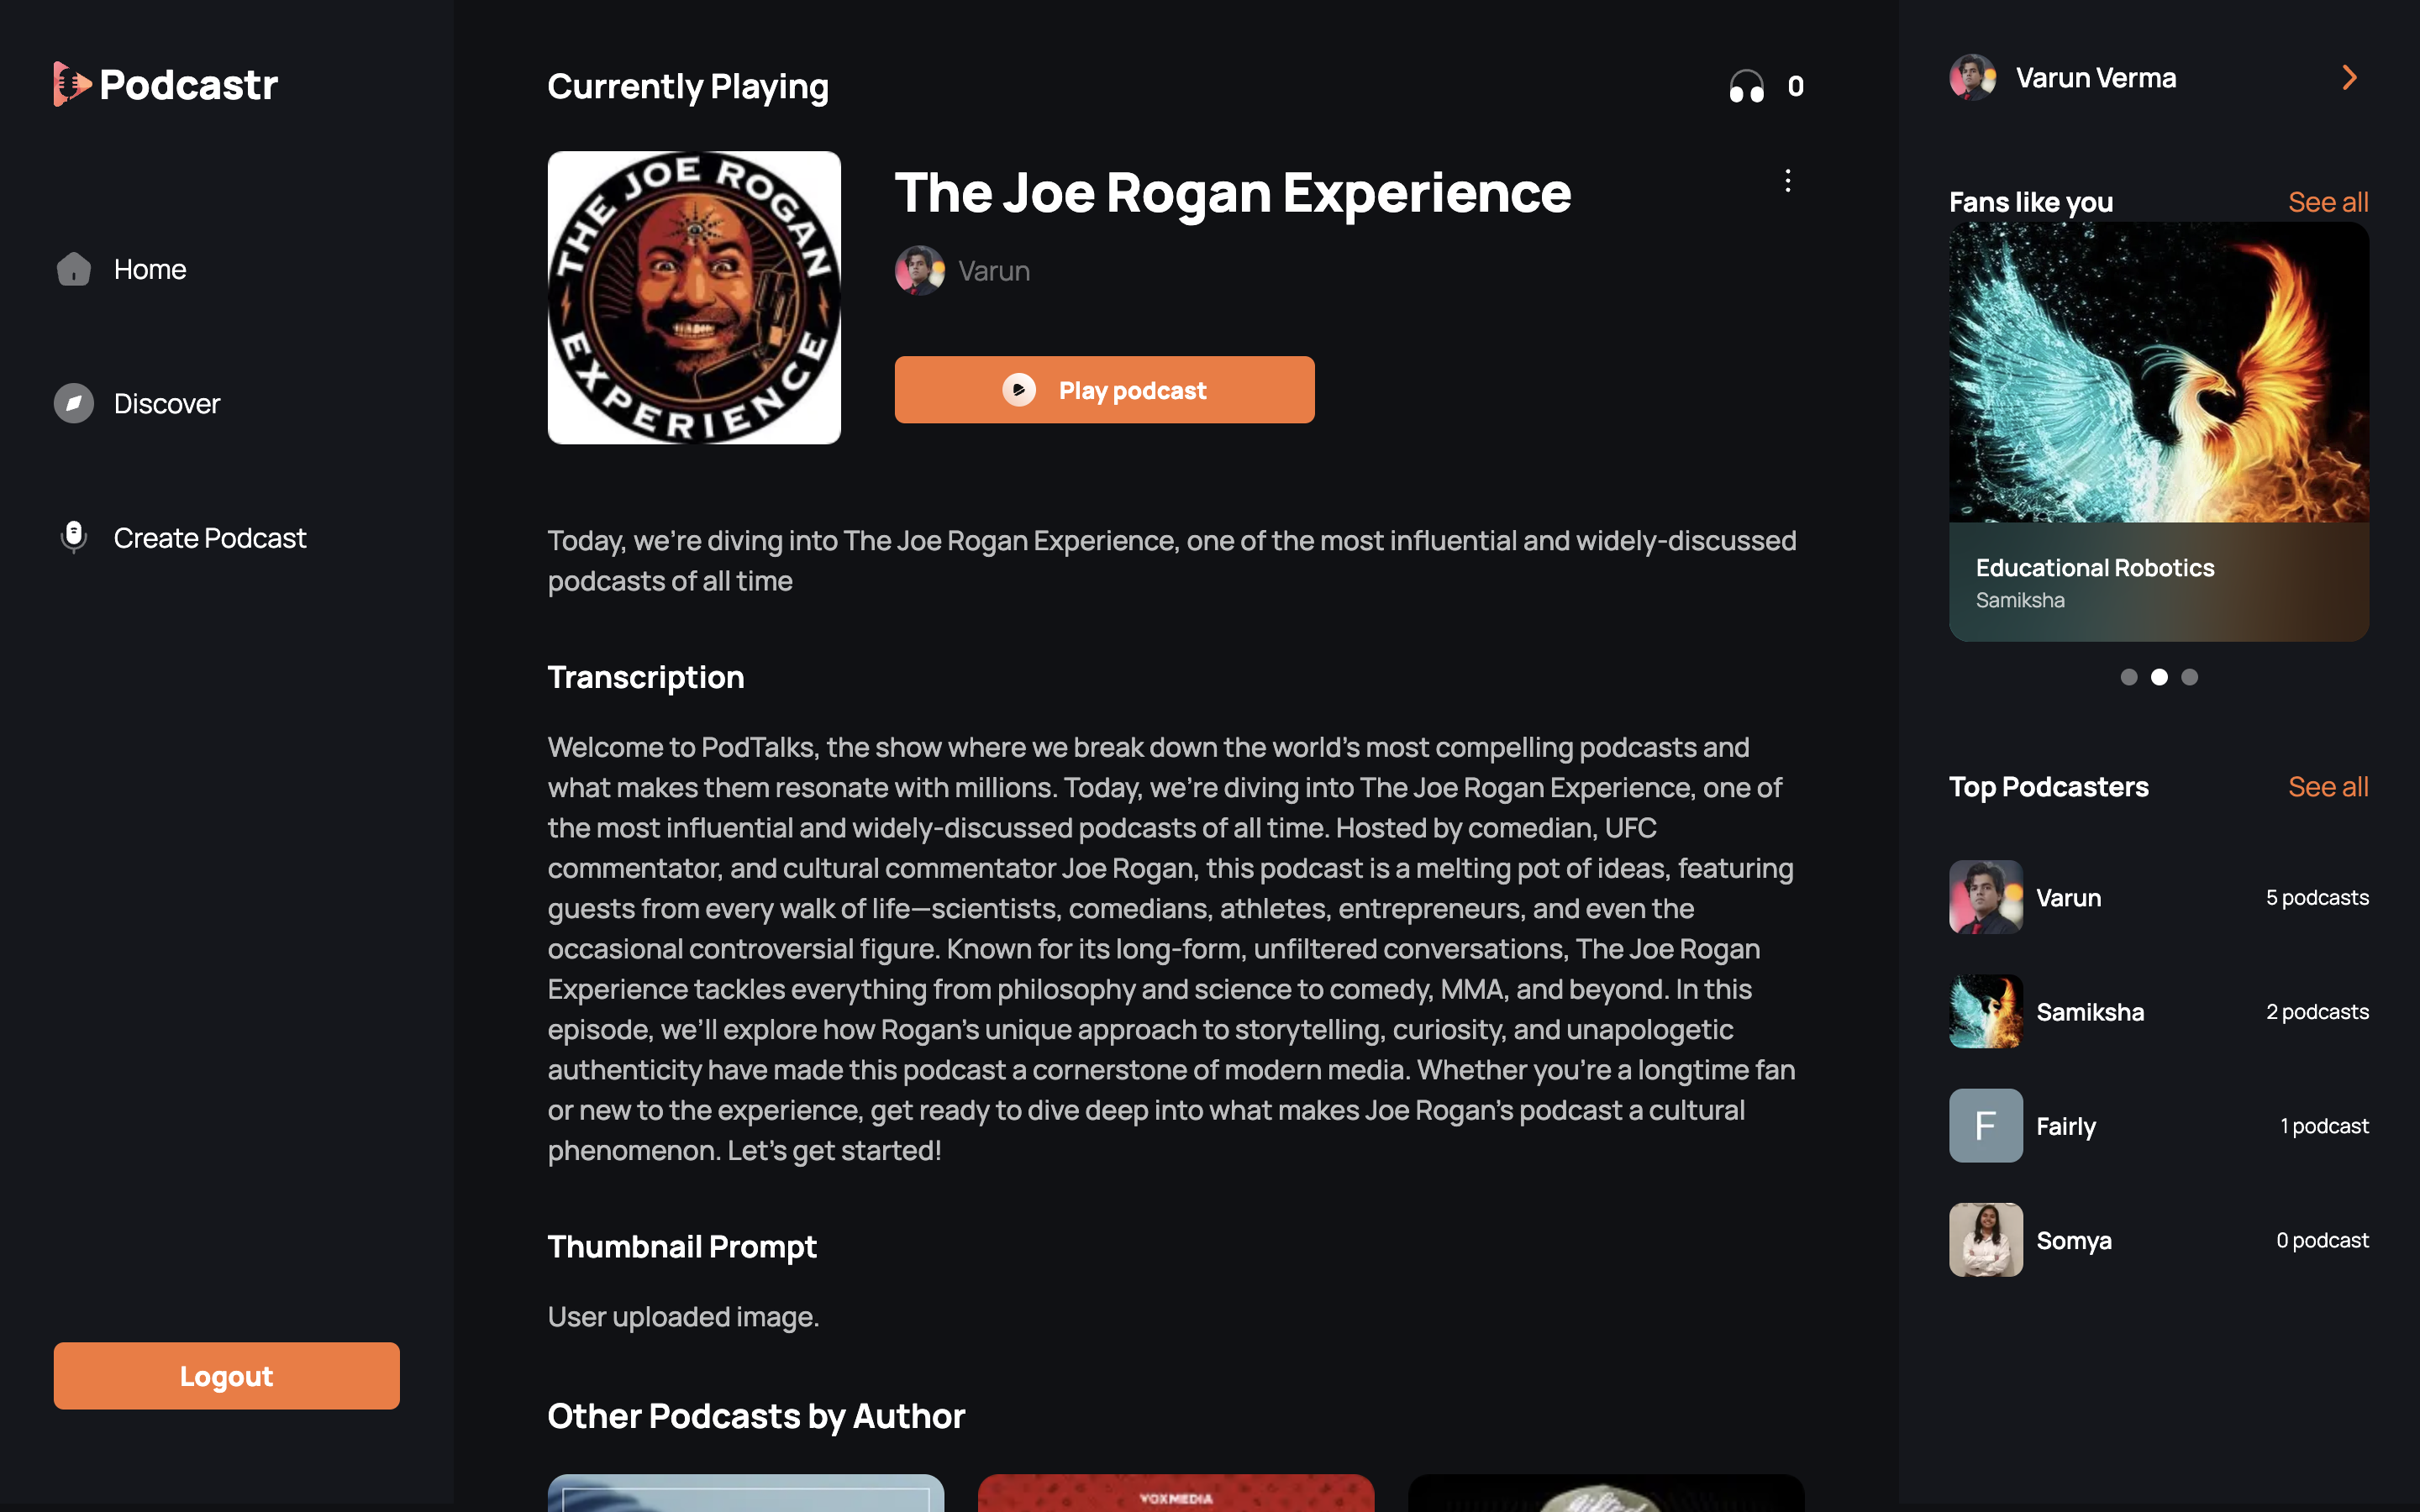 Podcastr
Home
Discover
Create Podcast
Logout
Currently Playing
0
THE JOE ROGAN
EXPERIENCE
The Joe Rogan Experience
Varun
Play podcast
Today, we're diving into The Joe Rogan Experience, one of the most influential and widely-discussed
podcasts of all time
Transcription
Welcome to PodTalks, the show where we break down the world's most compelling podcasts and
what makes them resonate with millions. Today, we're diving into The Joe Rogan Experience, one of
the most influential and widely-discussed podcasts of all time. Hosted by comedian, UFC
commentator, and cultural commentator Joe Rogan, this podcast is a melting pot of ideas, featuring
guests from every walk of life—scientists, comedians, athletes, entrepreneurs, and even the
occasional controversial figure. Known for its long-form, unfiltered conversations, The Joe Rogan
Experience tackles everything from philosophy and science to comedy, MMA, and beyond. In this
episode, we'll explore how Rogan's unique approach to storytelling, curiosity, and unapologetic
authenticity have made this podcast a cornerstone of modern media. Whether you're a longtime fan
or new to the experience, get ready to dive deep into what makes Joe Rogan's podcast a cultural
phenomenon. Let's get started!
Thumbnail Prompt
User uploaded image.
Other Podcasts by Author
VOX MEDIA
Varun Verma
Fans like you
See all
Educational Robotics
Samiksha
Top Podcasters
See all
Varun
5 podcasts
Samiksha
2 podcasts
F
Fairly
1 podcast
Somya
0 podcast